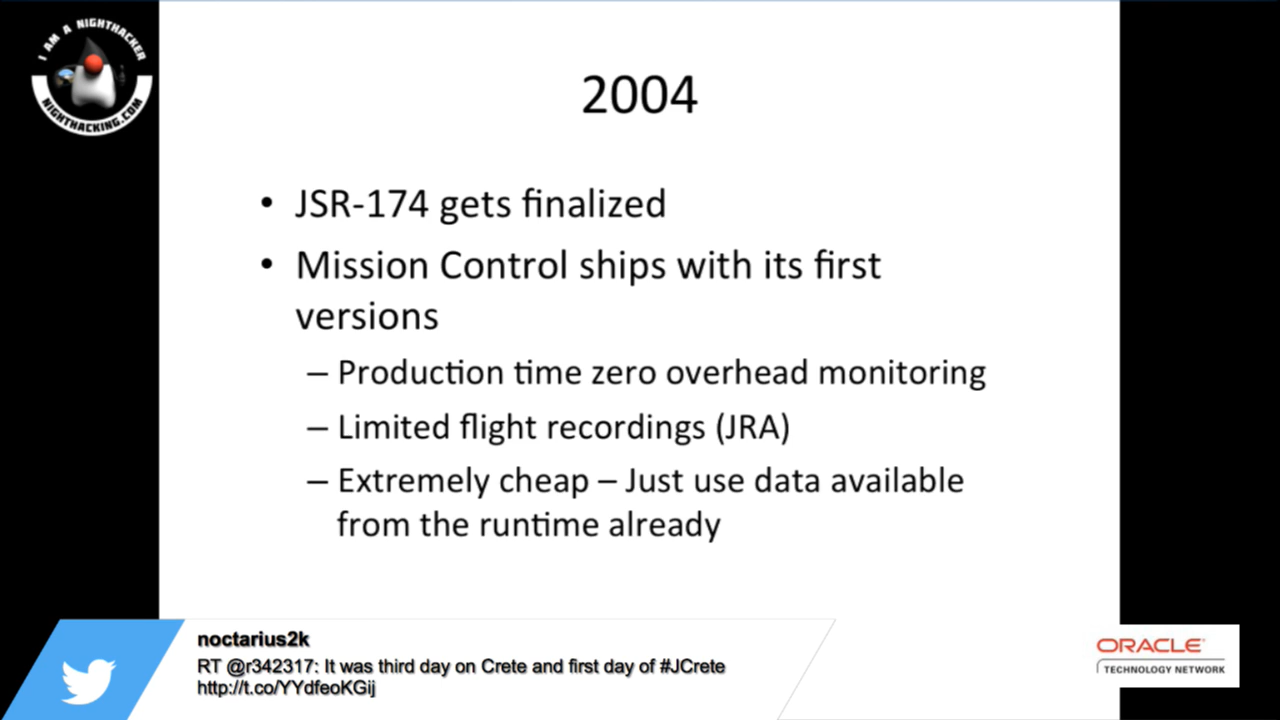 I AM A NIGHTHACKER
NIGHTHACKING.COM
2004
• JSR-174 gets finalized
• Mission Control ships with its first
versions
– Production time zero overhead monitoring
– Limited flight recordings (JRA)
– Extremely cheap – Just use data available
from the runtime already
noctarius2k
RT @r342317: It was third day on Crete and first day of #JCrete
http://t.co/YYdfeoKGij
ORACLE
TECHNOLOGY NETWORK